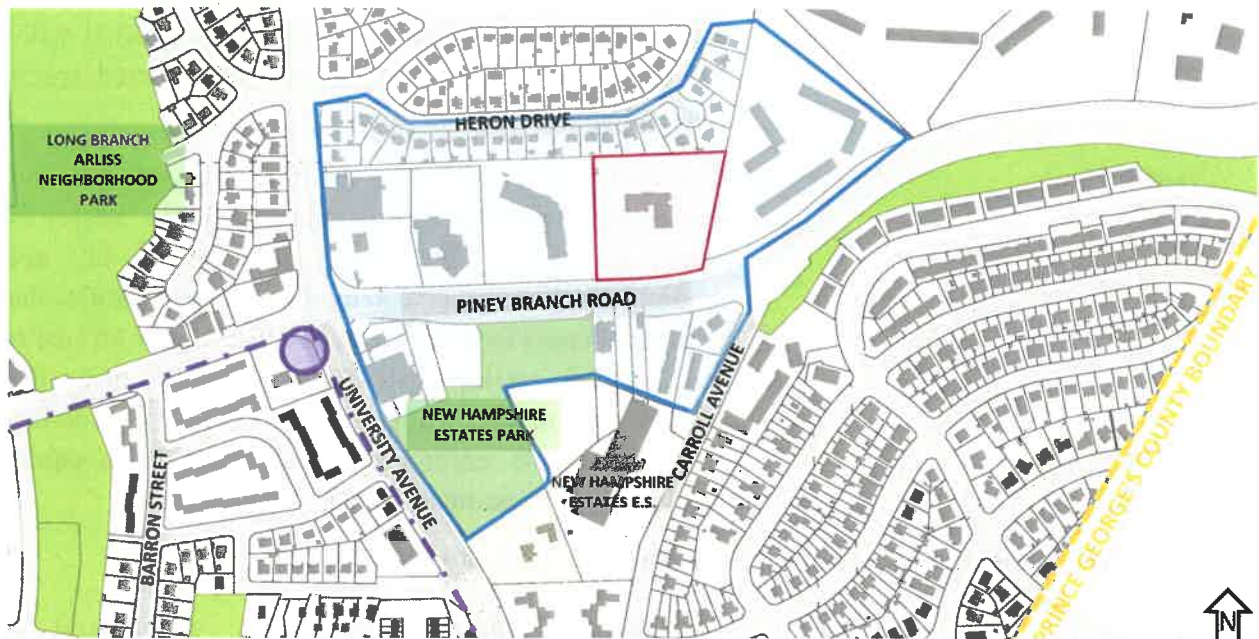 HERON DRIVE
LONG BRANCH
ARLISS
NEIGHBORHOOD
PARK
PINEY BRANCH ROAD
UNIVERSITY AVENUE
NEW HAMPSHIRE
ESTATES PARK
CARROLL AVENUE
NEW HAMPSHIRE
ESTATES E.S.
BARRON STREET
PRINCE GEORGE'S COUNTY BOUNDARY
N